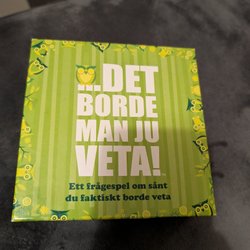 ...DET
BORDE
MAN JU
VETA!
Ett frågespel om sånt
du faktiskt borde veta